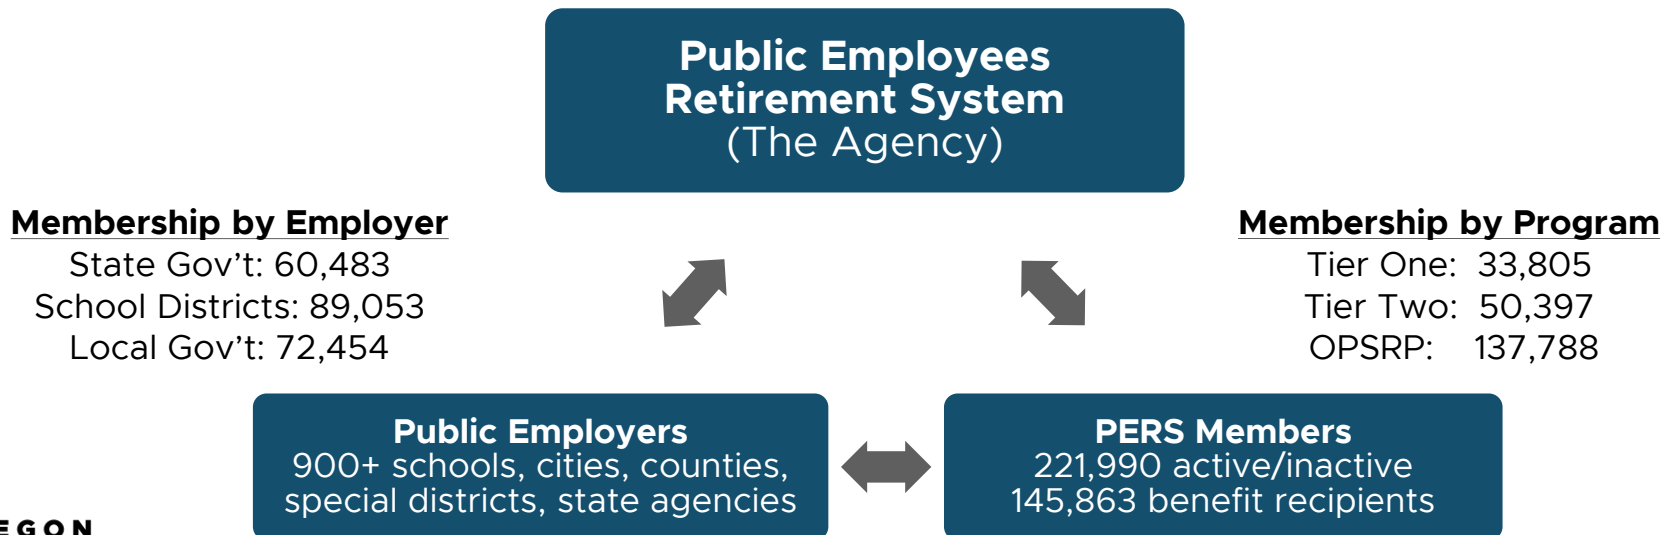 Public Employees
Retirement System
(The Agency)
Membership by Employer
State Gov’t: 60,483
School Districts: 89,053
Local Gov’t: 72,454
Membership by Program
Tier One: 33,805
Tier Two: 50,397
OPSRP: 137,788
Public Employers
900+ schools, cities, counties,
special districts, state agencies
PERS Members
221,990 active/inactive
145,863 benefit recipients
EGON